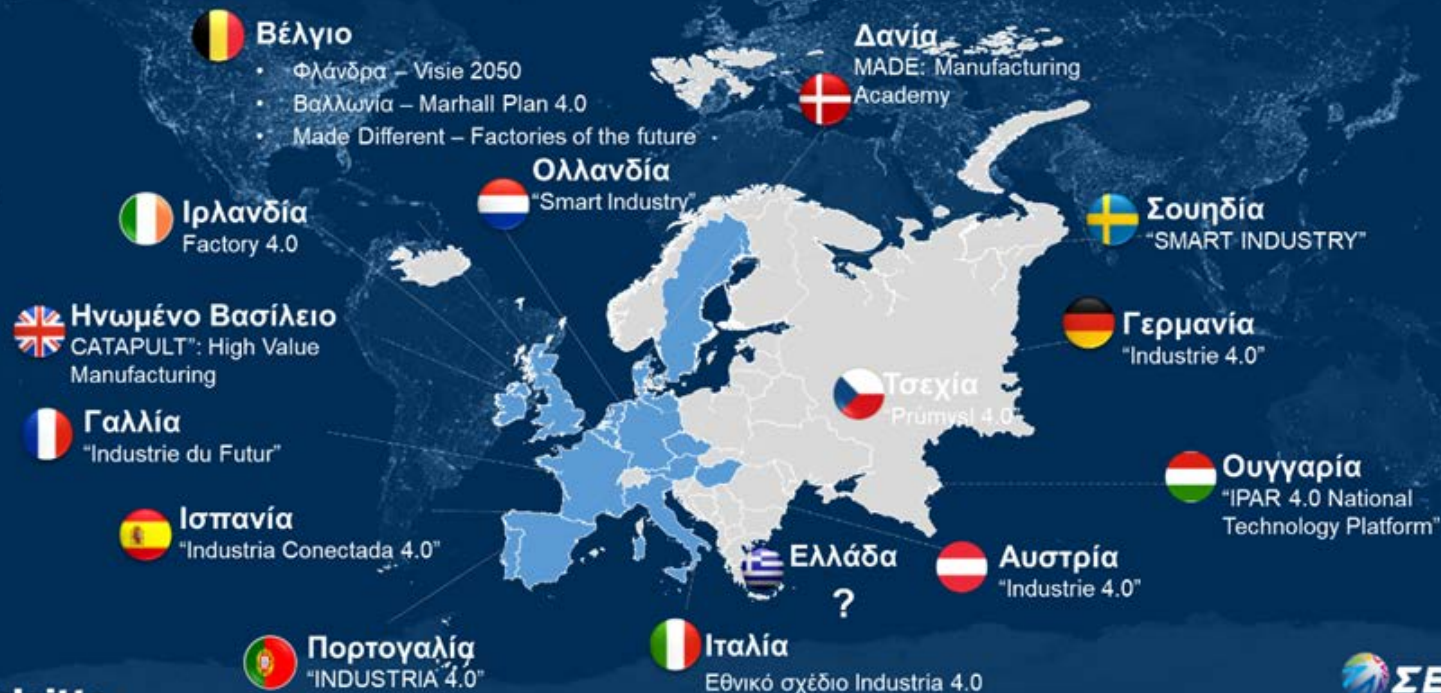 Βέλγιο
• Φλάνδρα – Visie 2050
• Βαλλωνία – Marhall Plan 4.0
• Made Different – Factories of the future
Δανία
MADE: Manufacturing
Academy
Ολλανδία
“Smart Industry”
Ιρλανδία
Factory 4.0
Σουηδία
“SMART INDUSTRY”
Ηνωμένο Βασίλειο
CATAPULT”: High Value
Manufacturing
Γερμανία
“Industrie 4.0”
Τσεχία
“Průmysl 4.0”
Γαλλία
“Industrie du Futur”
Ουγγαρία
“IPAR 4.0 National
Technology Platform”
Ισπανία
“Industria Conectada 4.0”
Ελλάδα
?
Αυστρία
“Industrie 4.0”
Πορτογαλία
“INDUSTRIA 4.0”
Ιταλία
Εθνικό σχέδιο Industria 4.0